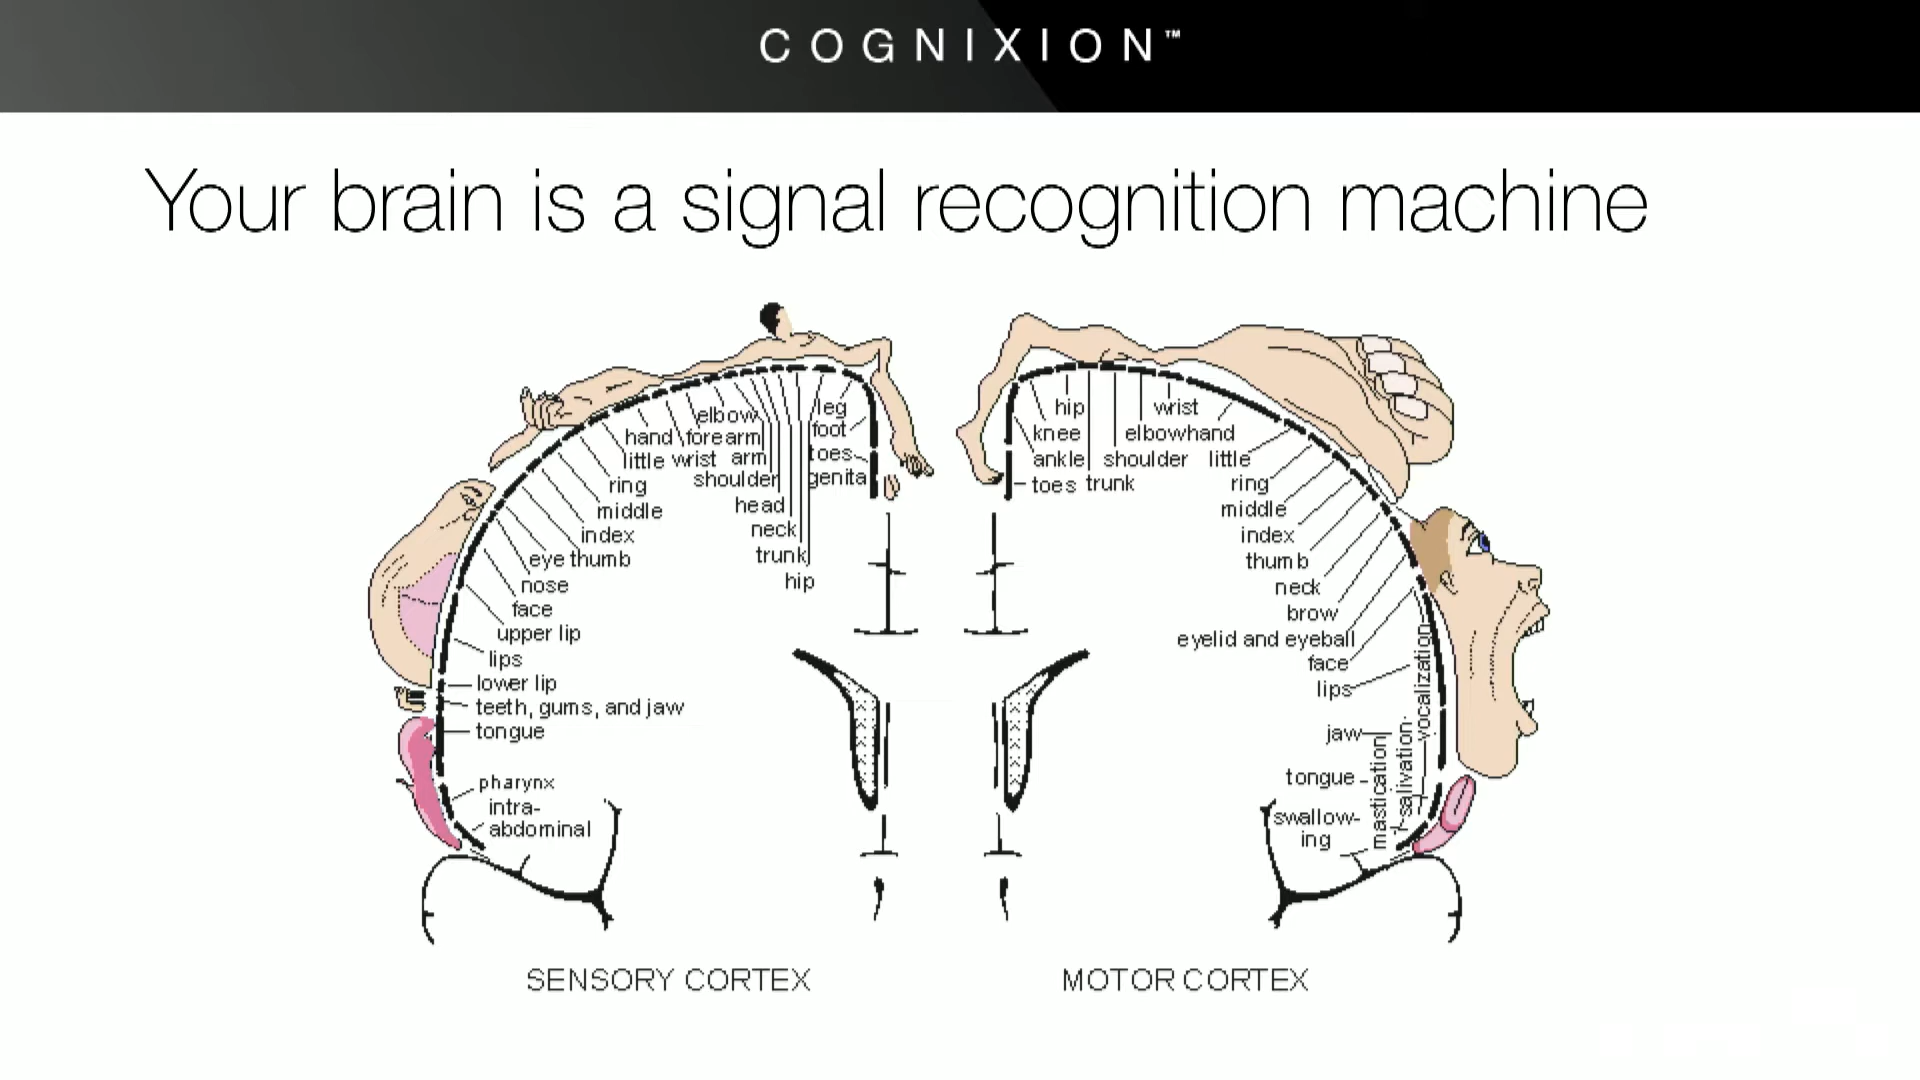 COGNIXION™
Your brain is a signal recognition machine
leg
elbow
foot
hand forearm
toes
little wrist arm
genita
shoulder
ring
head
middle
neck
index
trunk
eye thumb
hip
nose
face
upper lip
lips
lower lip
teeth, gums, and jaw
tongue
pharynx
intra-
abdominal
SENSORY CORTEX
hip
wrist
knee
elbow hand
ankle
shoulder
little
toes
trunk
ring
middle
index
thumb
neck
brow
eyelid and eyeball
face
lips
jaw
tongue
swallow-
ing
mastication
salivation
vocalization
MOTOR CORTEX